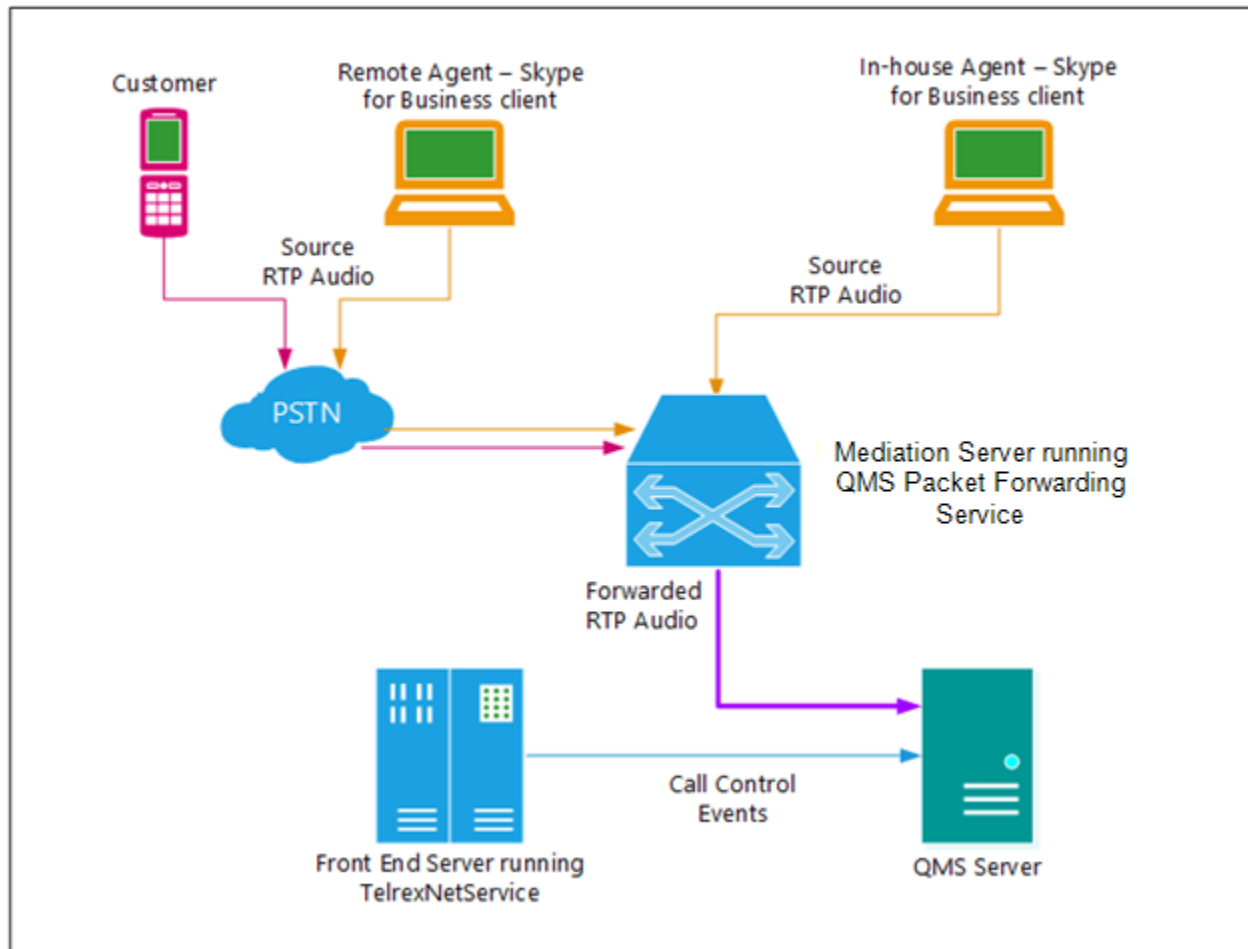 Customer
Remote Agent – Skype
for Business client
In-house Agent – Skype
for Business client
Source
RTP Audio
Source
RTP Audio
PSTN
Mediation Server running
QMS Packet Forwarding
Service
Forwarded
RTP Audio
Call Control
Events
Front End Server running
TelrexNetService
QMS Server